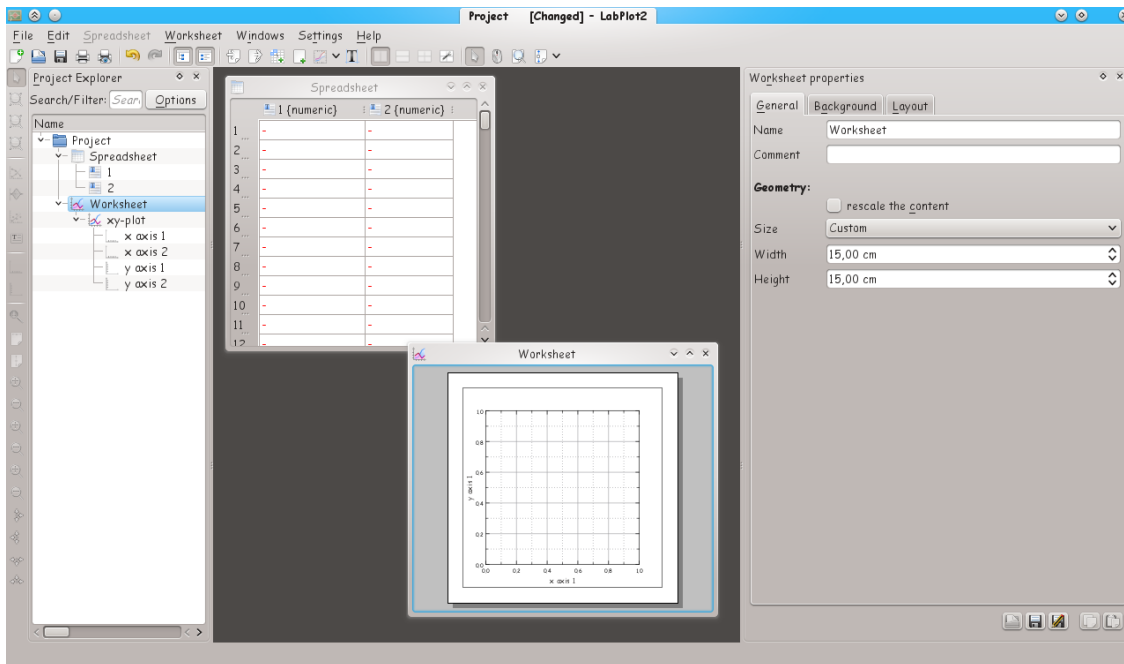 Project [Changed] - LabPlot2
File Edit Spreadsheet Worksheet Windows Settings Help
Project Explorer
Search/Filter: Sear Options
Name
Project
Spreadsheet
1
2
Worksheet
xy-plot
x axis 1
x axis 2
y axis 1
y axis 2
Spreadsheet
1 {numeric} 2 {numeric}
1 - -
2 - -
3 - -
4 - -
5 - -
6 - -
7 - -
8 - -
9 - -
10 - -
11 - -
12 - -
Worksheet
1.0
0.8
0.6
0.4
0.2
0.0
y axis 1
0.0 0.2 0.4 0.6 0.8 1.0
x axis 1
Worksheet properties
General Background Layout
Name Worksheet
Comment
Geometry:
rescale the content
Size Custom
Width 15,00 cm
Height 15,00 cm